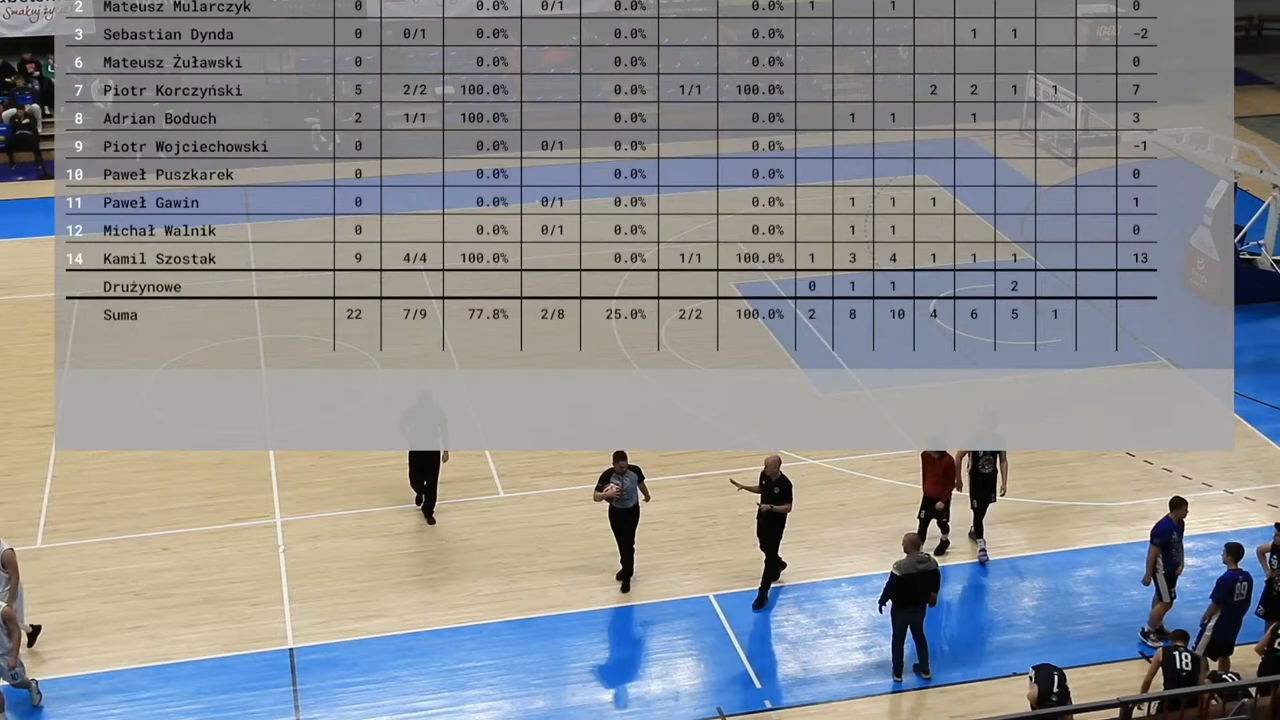 Smakuj życie
2 Mateusz Mularczyk 0 0.0% 0/1 0.0% 0.0% 1 1 0
3 Sebastian Dynda 0 0/1 0.0% 0.0% 0.0% 1 1 -2
6 Mateusz Żuławski 0 0.0% 0.0% 0.0% 0
7 Piotr Korczyński 5 2/2 100.0% 0.0% 1/1 100.0% 2 2 1 1 7
8 Adrian Boduch 2 1/1 100.0% 0.0% 0.0% 1 1 1 3
9 Piotr Wojciechowski 0 0.0% 0/1 0.0% 0.0% -1
10 Paweł Puszkarek 0 0.0% 0.0% 0.0% 0
11 Paweł Gawin 0 0.0% 0/1 0.0% 0.0% 1 1 1 1
12 Michał Walnik 0 0.0% 0/1 0.0% 0.0% 1 1 0
14 Kamil Szostak 9 4/4 100.0% 0.0% 1/1 100.0% 1 3 4 1 1 1 13
Drużynowe 0 1 1 2
Suma 22 7/9 77.8% 2/8 25.0% 2/2 100.0% 2 8 10 4 6 5 1
89
18
1